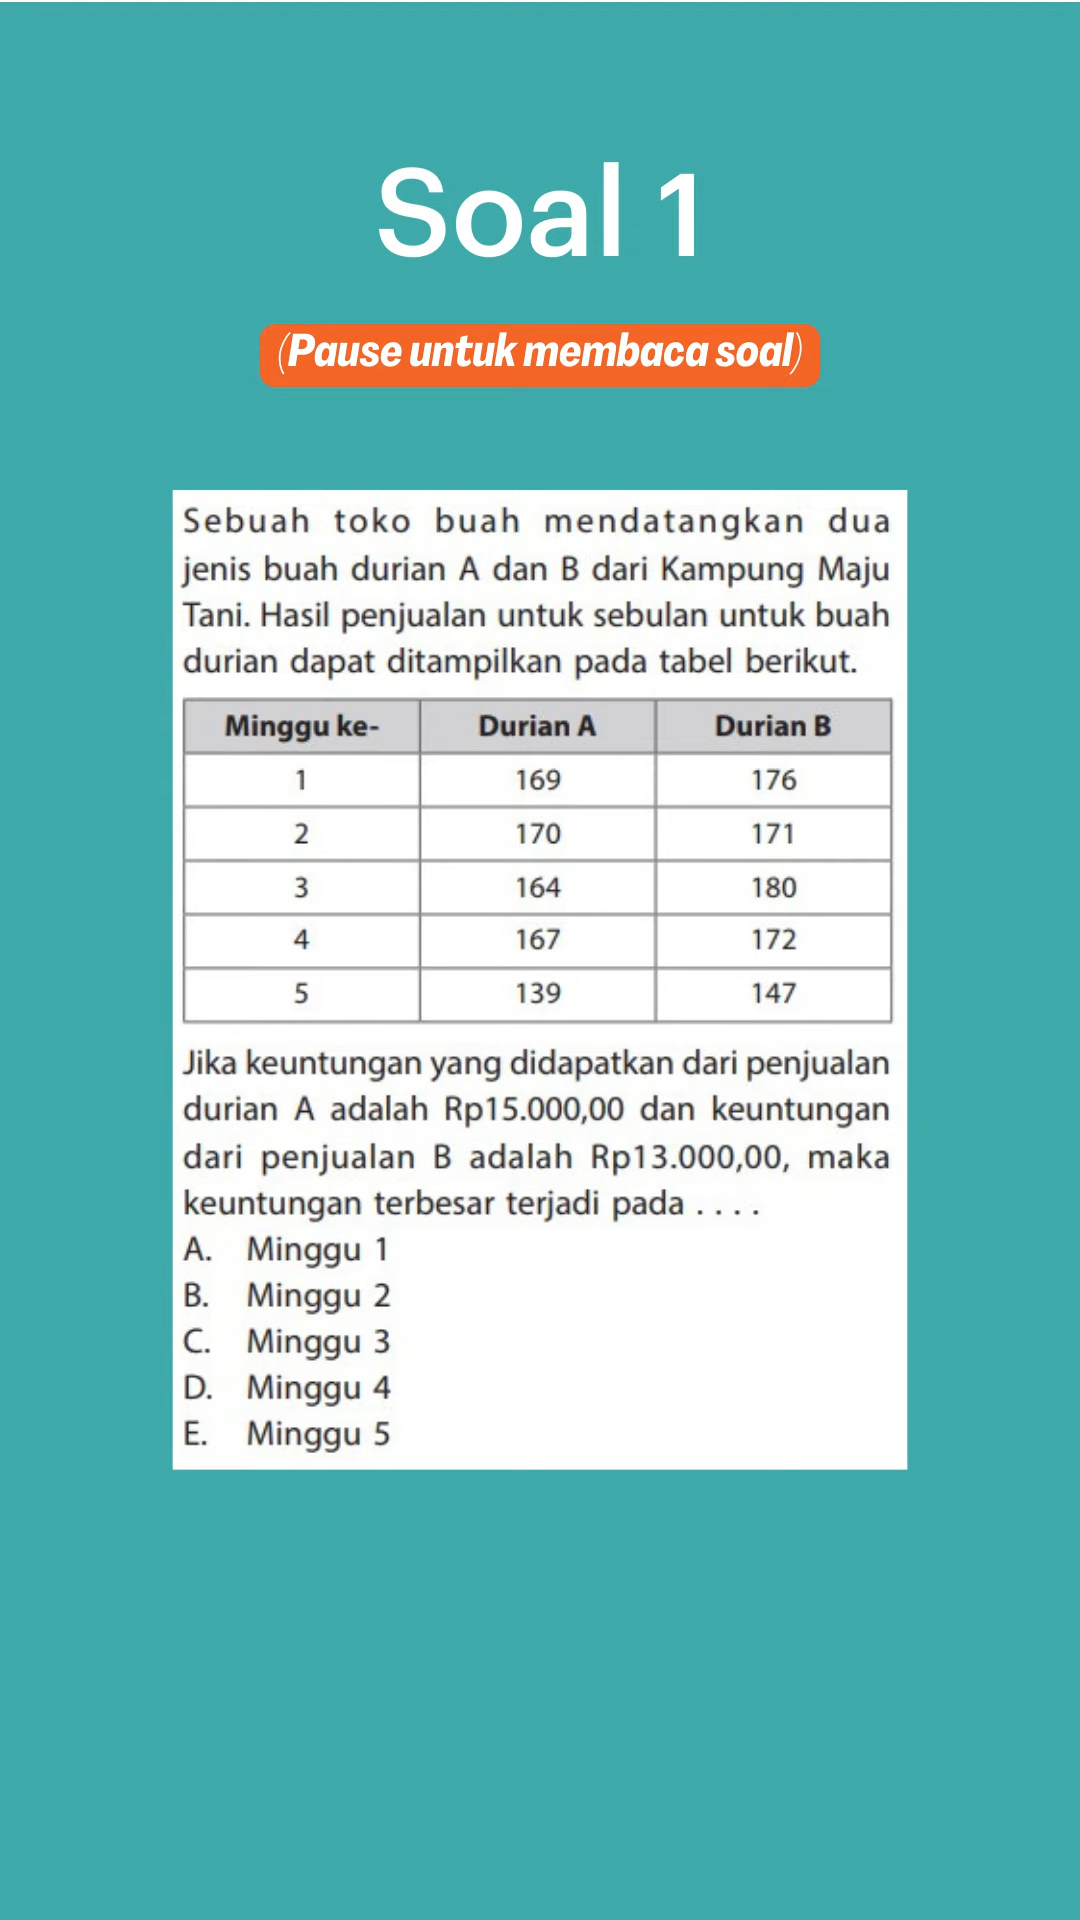 Soal 1
(Pause untuk membaca soal)
Sebuah toko buah mendatangkan dua
jenis buah durian A dan B dari Kampung Maju
Tani. Hasil penjualan untuk sebulan untuk buah
durian dapat ditampilkan pada tabel berikut.
Minggu ke- Durian A Durian B
1 169 176
2 170 171
3 164 180
4 167 172
5 139 147
Jika keuntungan yang didapatkan dari penjualan
durian A adalah Rp15.000,00 dan keuntungan
dari penjualan B adalah Rp13.000,00, maka
keuntungan terbesar terjadi pada . . . .
A. Minggu 1
B. Minggu 2
C. Minggu 3
D. Minggu 4
E. Minggu 5